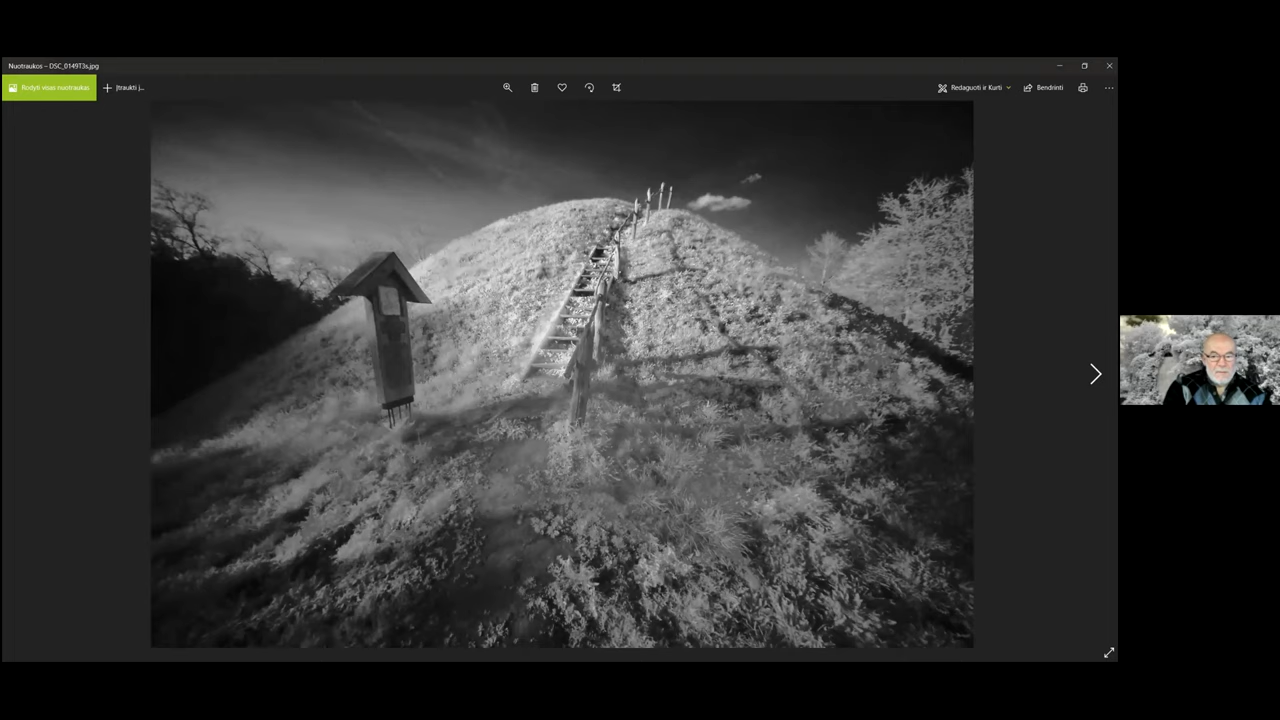 Nuotraukos – DSC_0149T3s.jpg
Rodyti visas nuotraukas
Įtraukti į...
Redaguoti ir Kurti
Bendrinti